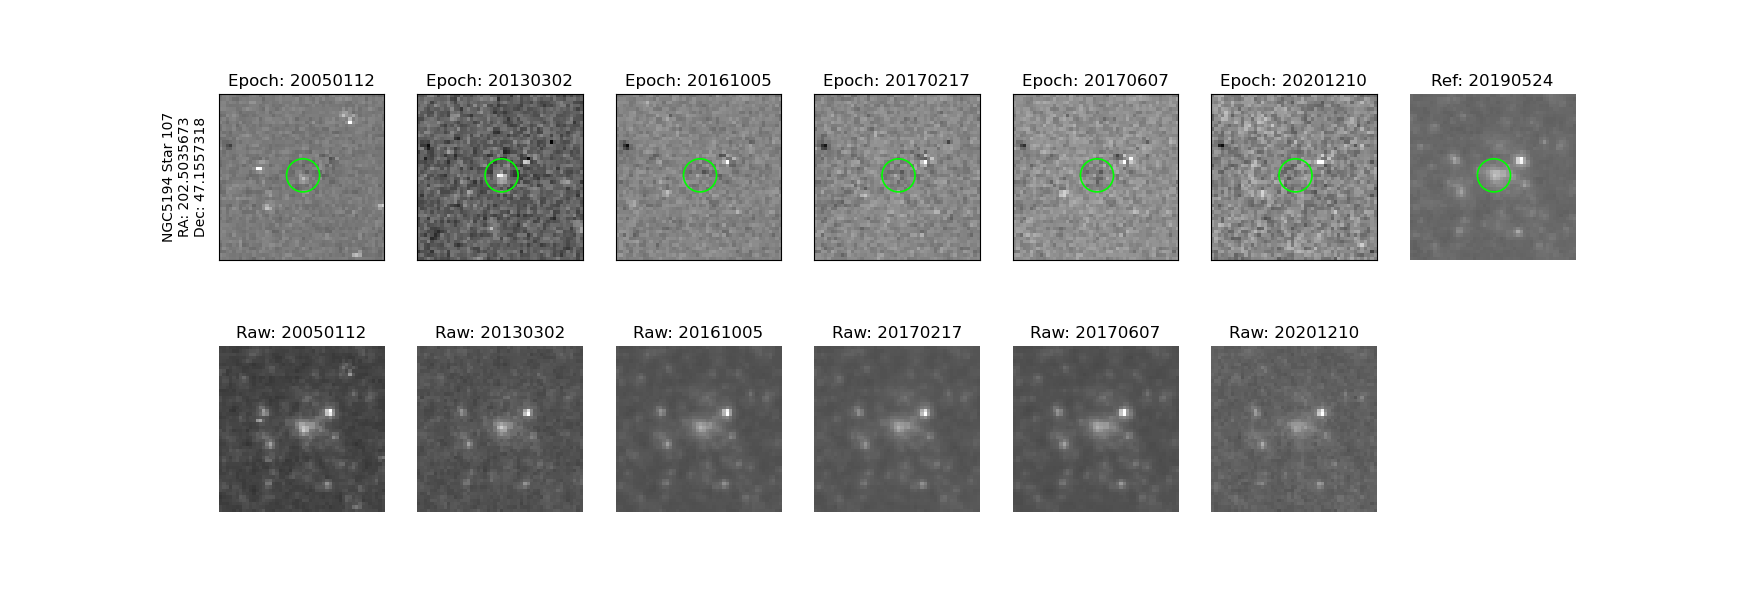 Epoch: 20050112
Epoch: 20130302
Epoch: 20161005
Epoch: 20170217
Epoch: 20170607
Epoch: 20201210
Ref: 20190524
NGC5194 Star 107
RA: 202.5035673
Dec: 47.1557318
Raw: 20050112
Raw: 20130302
Raw: 20161005
Raw: 20170217
Raw: 20170607
Raw: 20201210